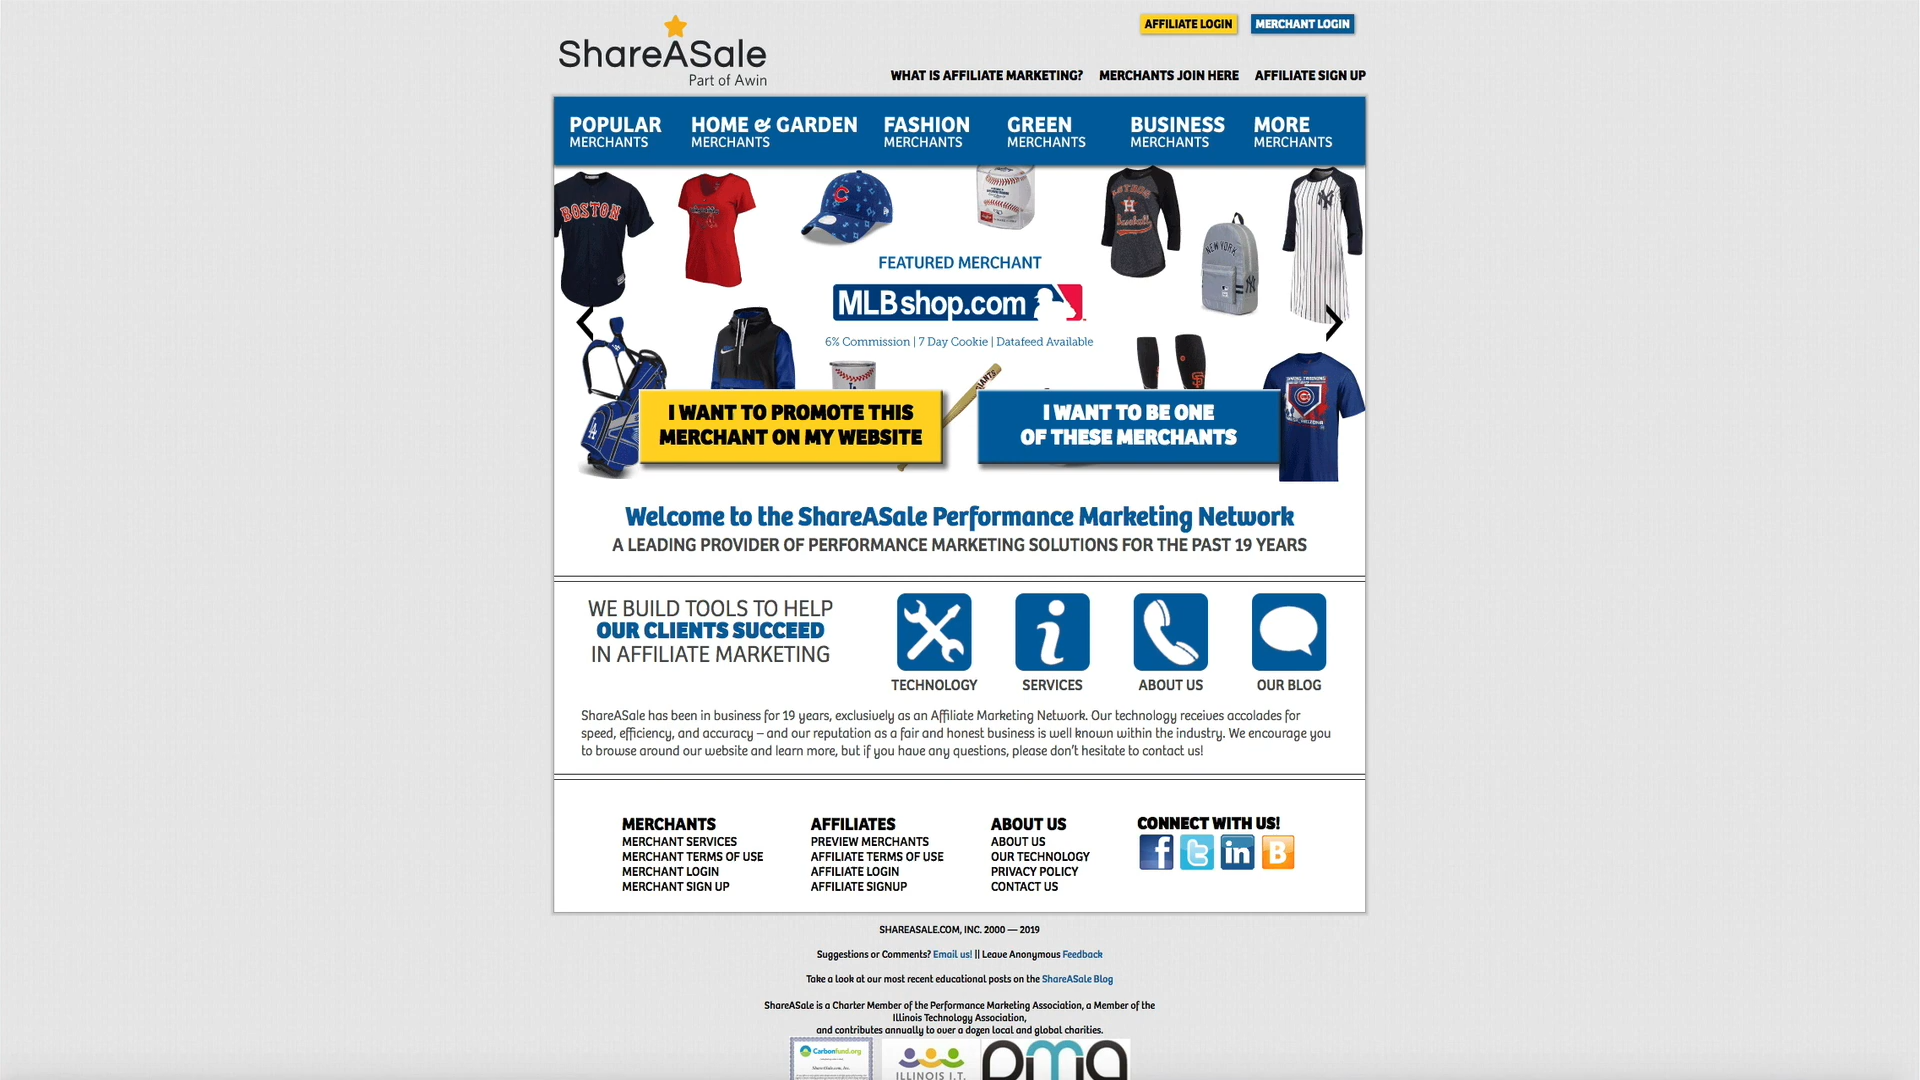 AFFILIATE LOGIN
MERCHANT LOGIN
ShareASale
Part of Awin
WHAT IS AFFILIATE MARKETING?
MERCHANTS JOIN HERE
AFFILIATE SIGN UP
POPULAR
MERCHANTS
HOME & GARDEN
MERCHANTS
FASHION
MERCHANTS
GREEN
MERCHANTS
BUSINESS
MERCHANTS
MORE
MERCHANTS
BOSTON
ASTROS
H
Baseball
NEW YORK
FEATURED MERCHANT
MLBshop.com
6% Commission | 7 Day Cookie | Datafeed Available
LA
I WANT TO PROMOTE THIS
MERCHANT ON MY WEBSITE
I WANT TO BE ONE
OF THESE MERCHANTS
Welcome to the ShareASale Performance Marketing Network
A LEADING PROVIDER OF PERFORMANCE MARKETING SOLUTIONS FOR THE PAST 19 YEARS
WE BUILD TOOLS TO HELP
OUR CLIENTS SUCCEED
IN AFFILIATE MARKETING
TECHNOLOGY
SERVICES
ABOUT US
OUR BLOG
ShareASale has been in business for 19 years, exclusively as an Affiliate Marketing Network. Our technology receives accolades for
speed, efficiency, and accuracy – and our reputation as a fair and honest business is well known within the industry. We encourage you
to browse around our website and learn more, but if you have any questions, please don't hesitate to contact us!
MERCHANTS
MERCHANT SERVICES
MERCHANT TERMS OF USE
MERCHANT LOGIN
MERCHANT SIGN UP
AFFILIATES
PREVIEW MERCHANTS
AFFILIATE TERMS OF USE
AFFILIATE LOGIN
AFFILIATE SIGNUP
ABOUT US
ABOUT US
OUR TECHNOLOGY
PRIVACY POLICY
CONTACT US
CONNECT WITH US!
SHAREASALE.COM, INC. 2000 — 2019
Suggestions or Comments? Email us! || Leave Anonymous Feedback
Take a look at our most recent educational posts on the ShareASale Blog
ShareASale is a Charter Member of the Performance Marketing Association, a Member of the
Illinois Technology Association,
and contributes annually to over a dozen local and global charities.
Carbonfund.org
ILLINOIS I.T.
pma